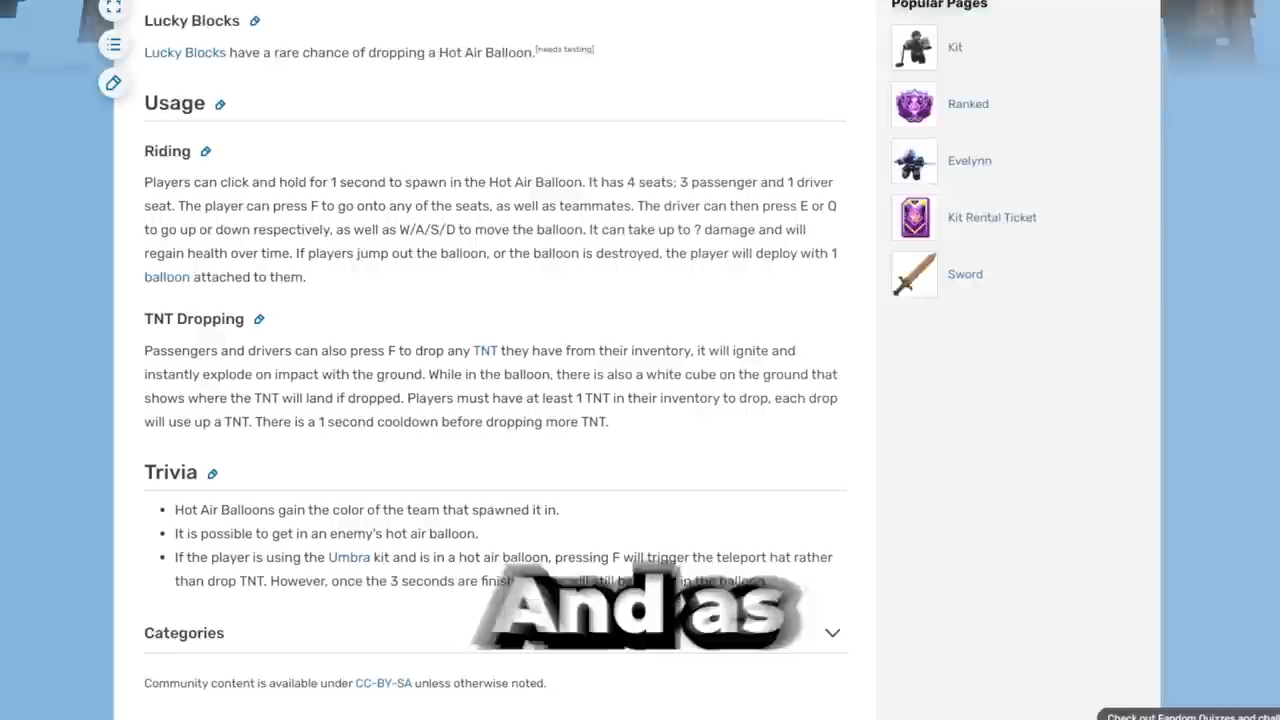 Popular Pages
Lucky Blocks
Lucky Blocks have a rare chance of dropping a Hot Air Balloon.[needs testing]
Kit
Usage
Ranked
Riding
Evelynn
Players can click and hold for 1 second to spawn in the Hot Air Balloon. It has 4 seats; 3 passenger and 1 driver
seat. The player can press F to go onto any of the seats, as well as teammates. The driver can then press E or Q
Kit Rental Ticket
to go up or down respectively, as well as W/A/S/D to move the balloon. It can take up to ? damage and will
regain health over time. If players jump out the balloon, or the balloon is destroyed, the player will deploy with 1
balloon attached to them.
Sword
TNT Dropping
Passengers and drivers can also press F to drop any TNT they have from their inventory, it will ignite and
instantly explode on impact with the ground. While in the balloon, there is also a white cube on the ground that
shows where the TNT will land if dropped. Players must have at least 1 TNT in their inventory to drop, each drop
will use up a TNT. There is a 1 second cooldown before dropping more TNT.
Trivia
• Hot Air Balloons gain the color of the team that spawned it in.
• It is possible to get in an enemy's hot air balloon.
• If the player is using the Umbra kit and is in a hot air balloon, pressing F will trigger the teleport hat rather
than drop TNT. However, once the 3 seconds are still in the
And as
Categories
Community content is available under CC-BY-SA unless otherwise noted.
Check out Fandom Quizzes and